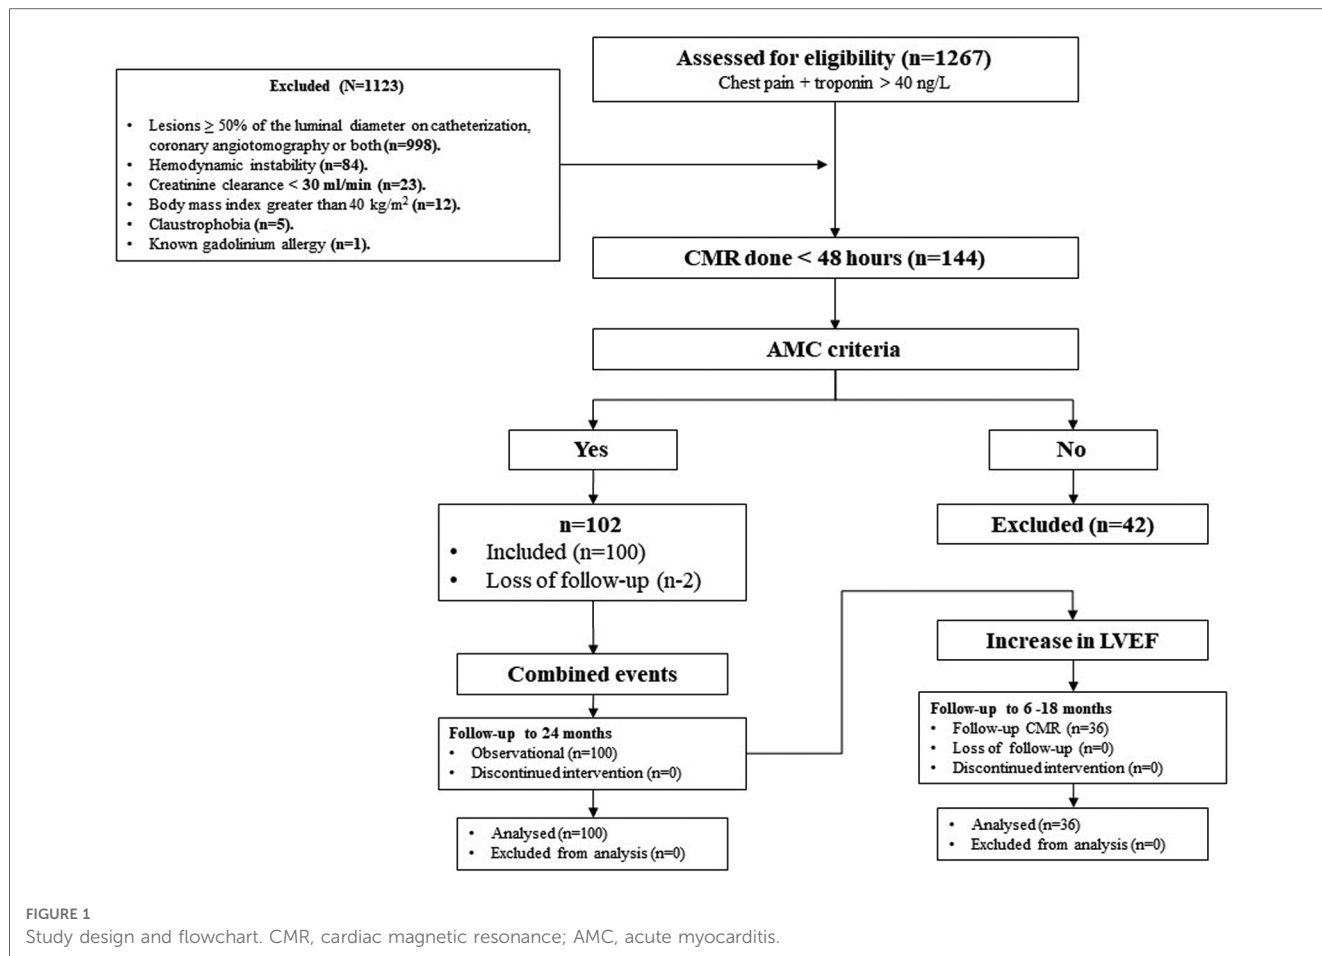 Assessed for eligibility (n=1267)
Chest pain + troponin > 40 ng/L
Excluded (N=1123)
• Lesions ≥ 50% of the luminal diameter on catheterization,
coronary angiotomography or both (n=998).
• Hemodynamic instability (n=84).
• Creatinine clearance < 30 ml/min (n=23).
• Body mass index greater than 40 kg/m² (n=12).
• Claustrophobia (n=5).
• Known gadolinium allergy (n=1).
CMR done < 48 hours (n=144)
AMC criteria
Yes
No
n=102
• Included (n=100)
• Loss of follow-up (n-2)
Excluded (n=42)
Combined events
Follow-up to 24 months
• Observational (n=100)
• Discontinued intervention (n=0)
• Analysed (n=100)
• Excluded from analysis (n=0)
Increase in LVEF
Follow-up to 6 -18 months
• Follow-up CMR (n=36)
• Loss of follow-up (n=0)
• Discontinued intervention (n=0)
• Analysed (n=36)
• Excluded from analysis (n=0)
FIGURE 1
Study design and flowchart. CMR, cardiac magnetic resonance; AMC, acute myocarditis.